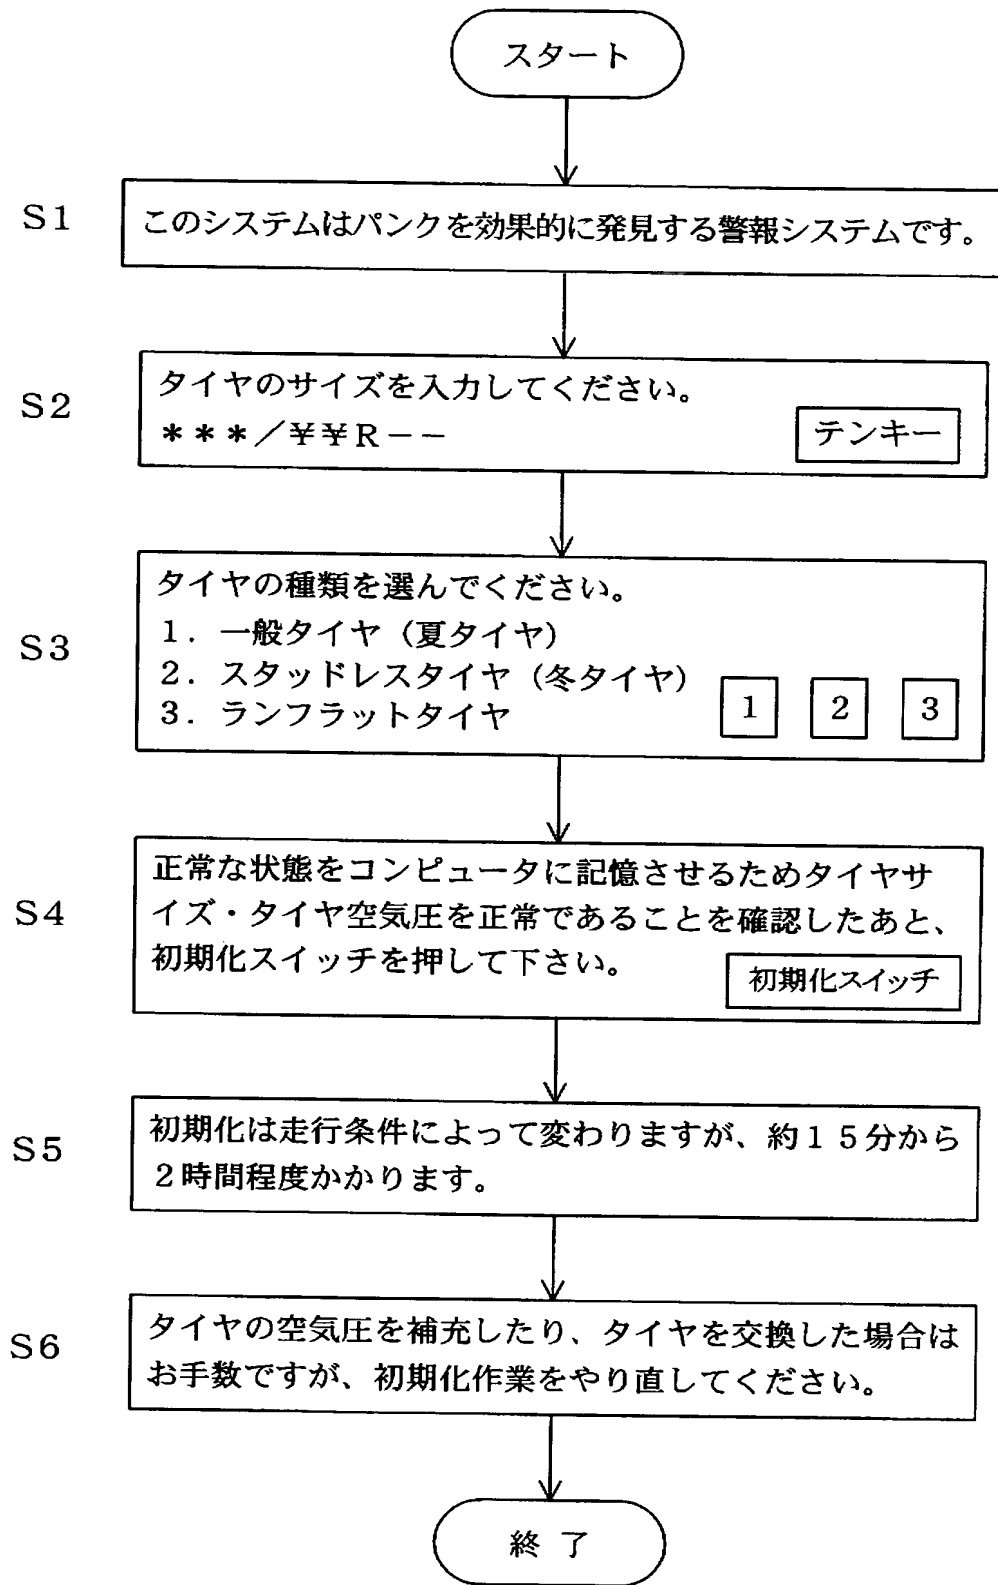 スタート
S1
このシステムはパンクを効果的に発見する警報システムです。
S2
タイヤのサイズを入力してください。
＊＊＊／¥¥R－－
テンキー
S3
タイヤの種類を選んでください。
1．一般タイヤ（夏タイヤ）
2．スタッドレスタイヤ（冬タイヤ）
3．ランフラットタイヤ
1 2 3
S4
正常な状態をコンピュータに記憶させるためタイヤサ
イズ・タイヤ空気圧を正常であることを確認したあと、
初期化スイッチを押して下さい。
初期化スイッチ
S5
初期化は走行条件によって変わりますが、約１５分から
２時間程度かかります。
S6
タイヤの空気圧を補充したり、タイヤを交換した場合は
お手数ですが、初期化作業をやり直してください。
終 了